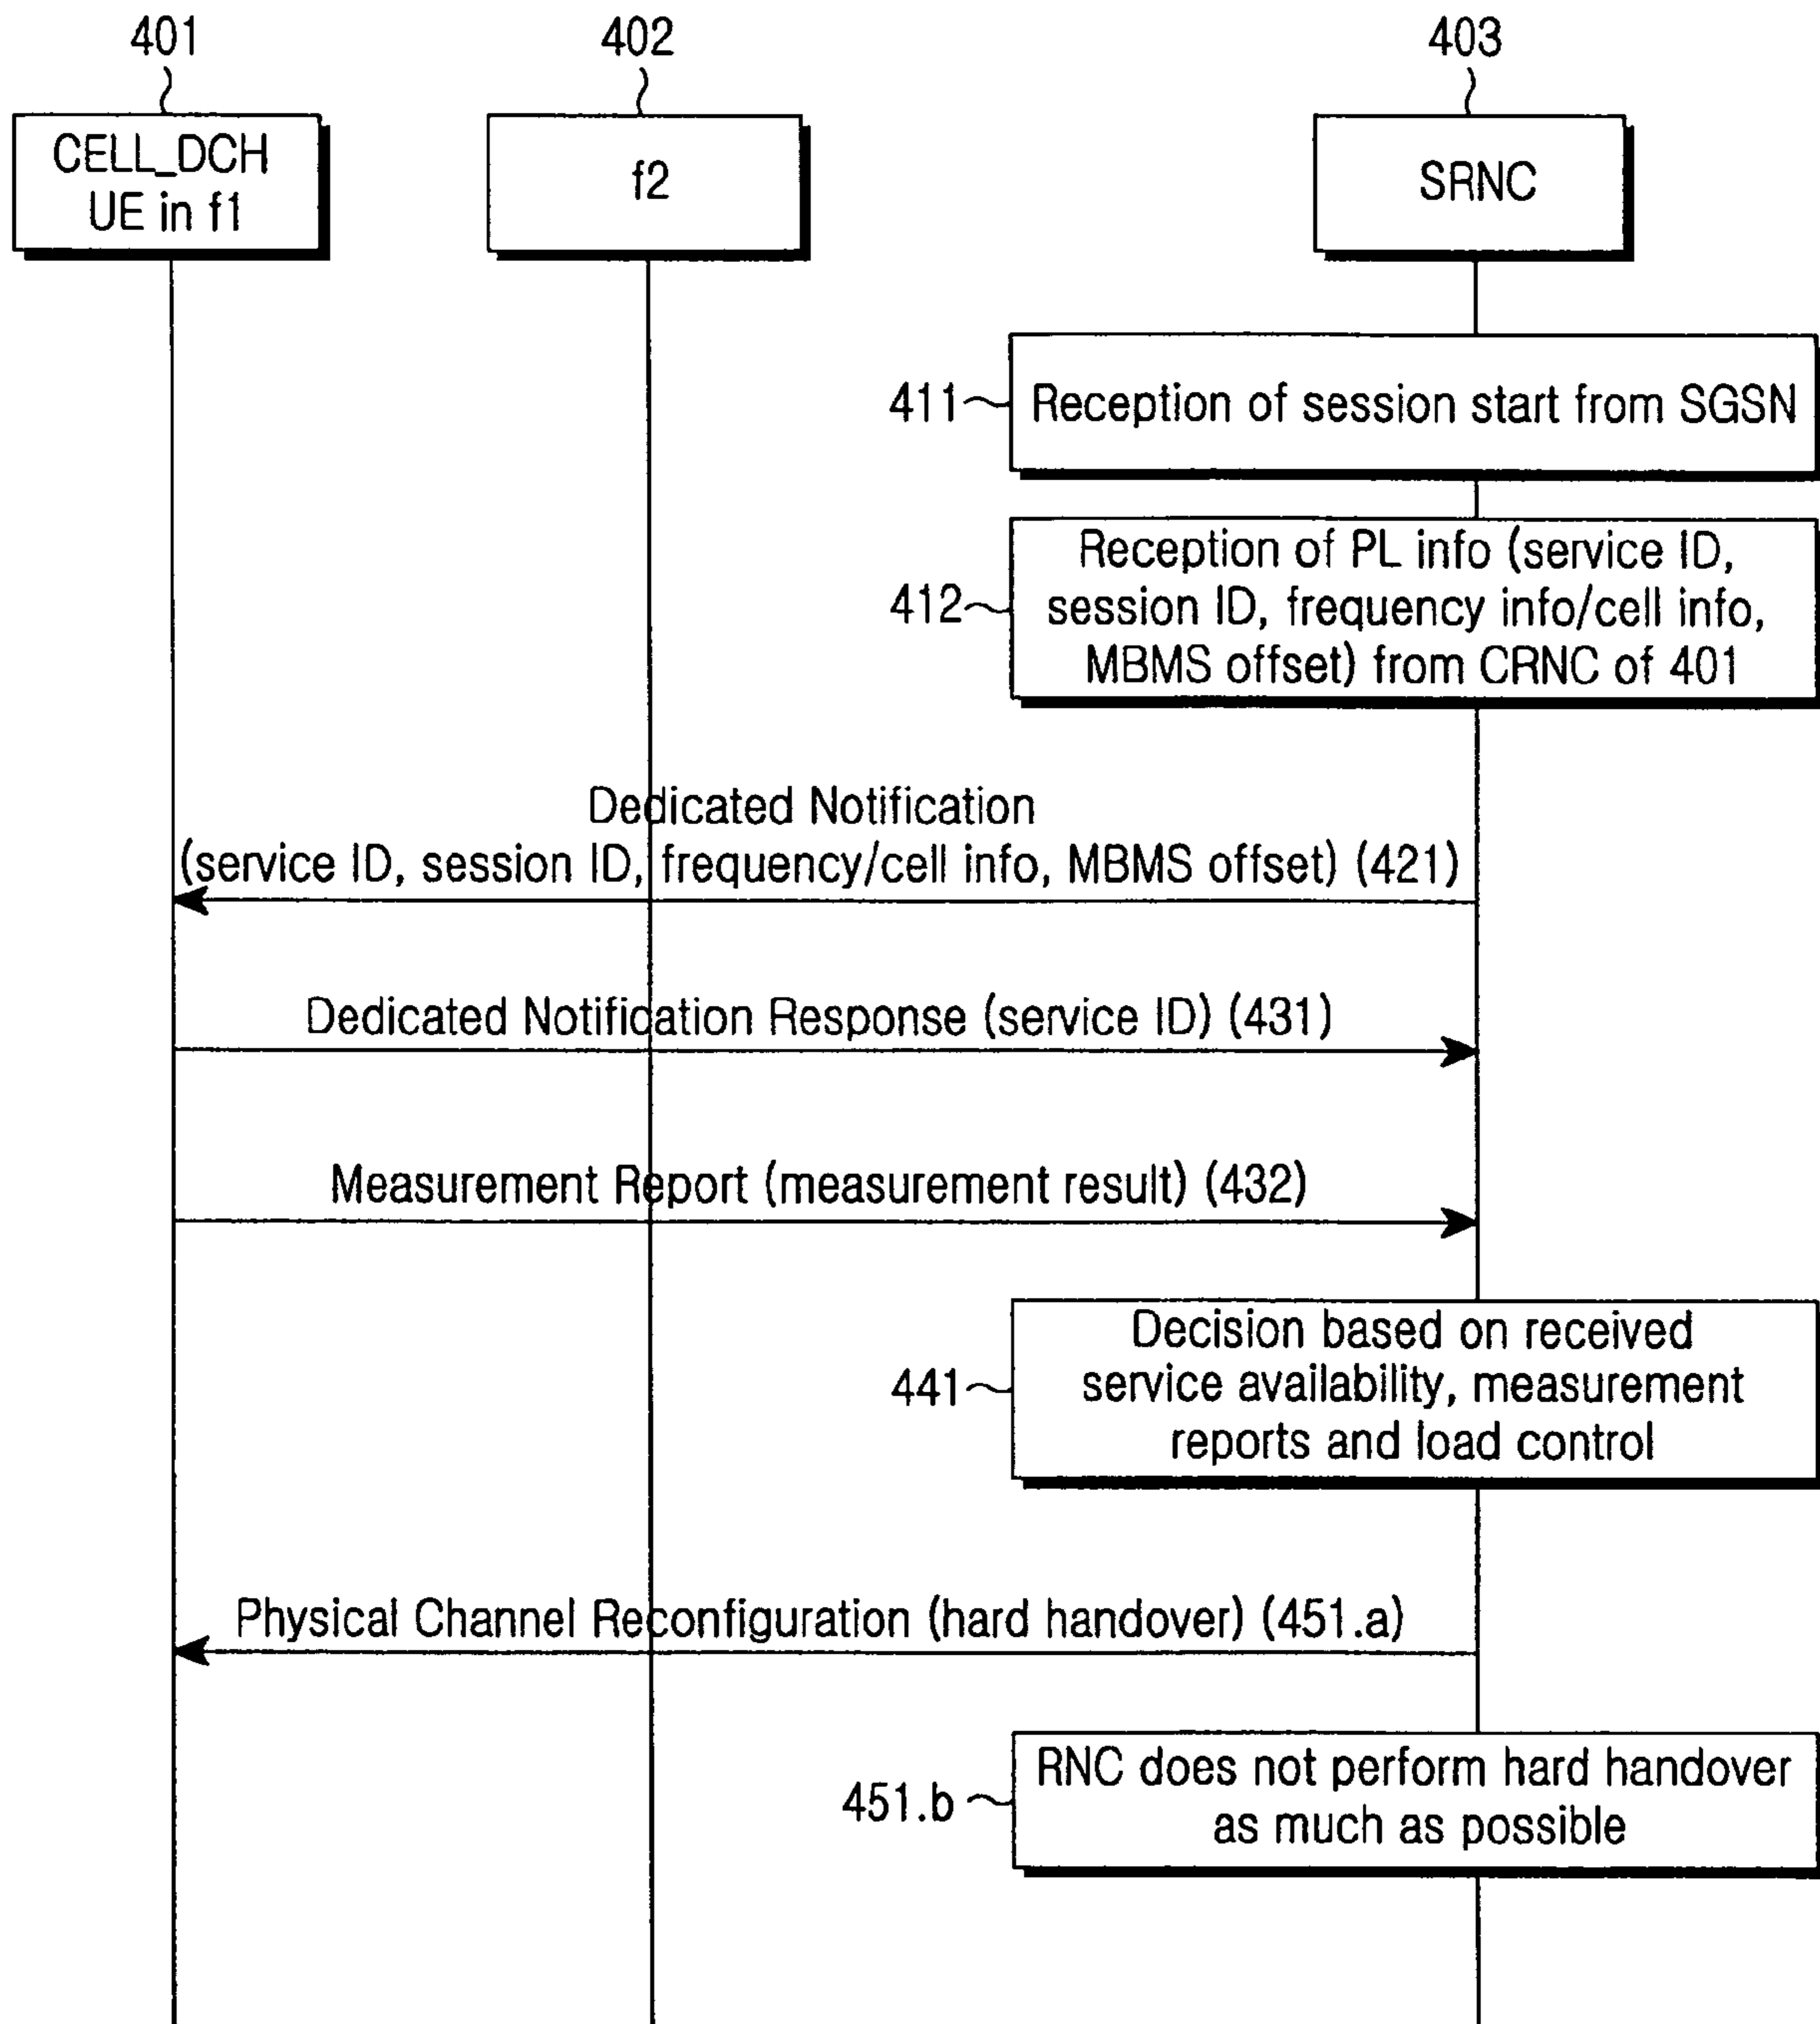 401
402
403
CELL_DCH
UE in f1
f2
SRNC
411
Reception of session start from SGSN
412
Reception of PL info (service ID,
session ID, frequency info/cell info,
MBMS offset) from CRNC of 401
Dedicated Notification
(service ID, session ID, frequency/cell info, MBMS offset) (421)
Dedicated Notification Response (service ID) (431)
Measurement Report (measurement result) (432)
441
Decision based on received
service availability, measurement
reports and load control
Physical Channel Reconfiguration (hard handover) (451.a)
451.b
RNC does not perform hard handover
as much as possible